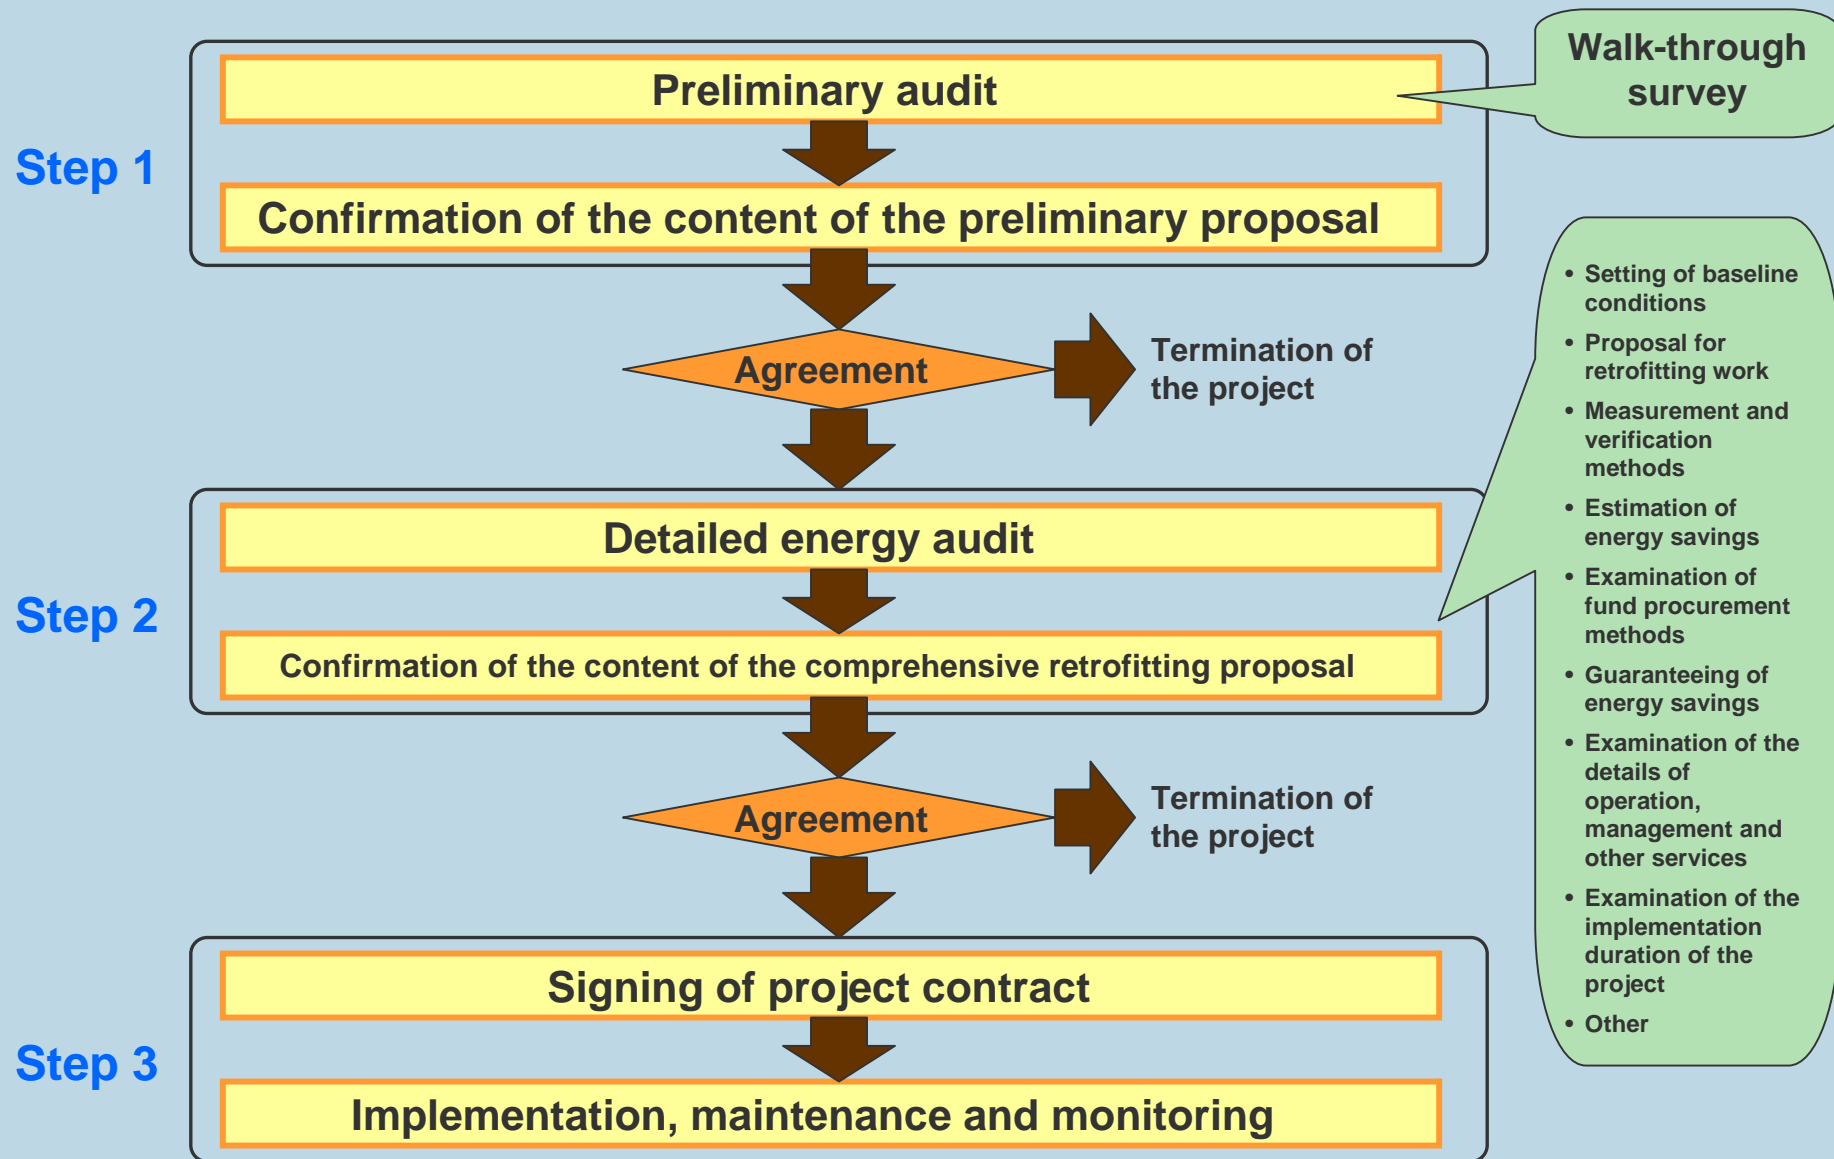 Walk-through
survey
Preliminary audit
Step 1
Confirmation of the content of the preliminary proposal
Agreement
Termination of
the project
Step 2
Detailed energy audit
Confirmation of the content of the comprehensive retrofitting proposal
• Setting of baseline
conditions
• Proposal for
retrofitting work
• Measurement and
verification
methods
• Estimation of
energy savings
• Examination of
fund procurement
methods
• Guaranteeing of
energy savings
• Examination of the
details of
operation,
management and
other services
• Examination of the
implementation
duration of the
project
• Other
Agreement
Termination of
the project
Step 3
Signing of project contract
Implementation, maintenance and monitoring